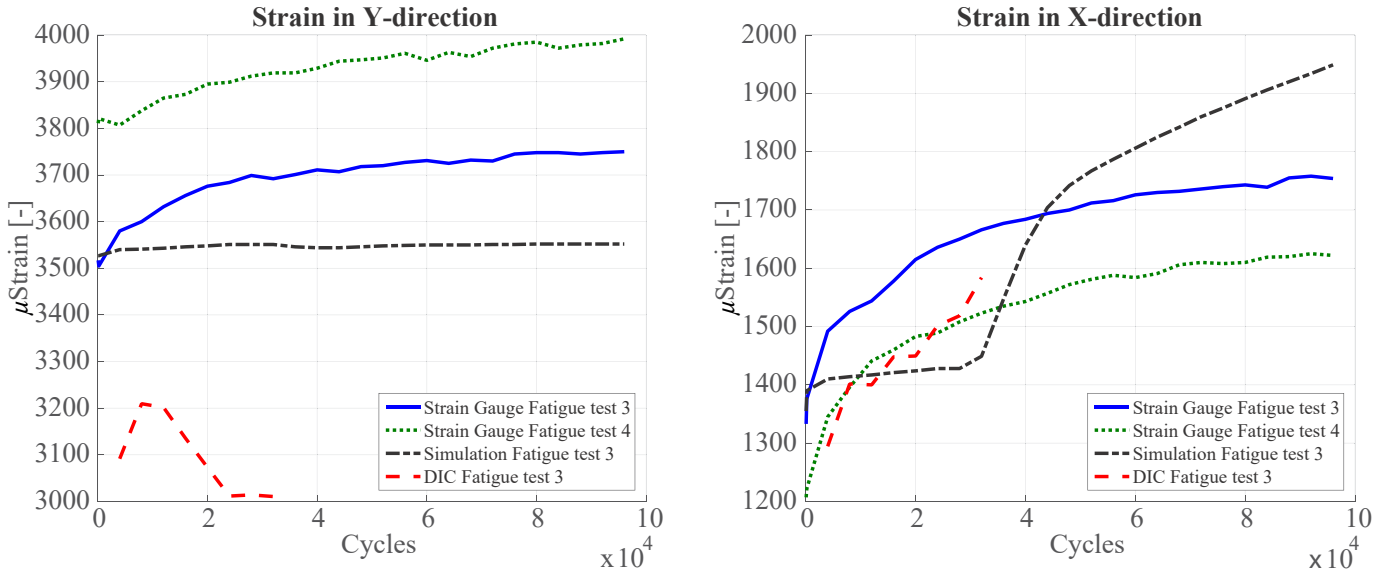 Strain in Y-direction
μStrain [-]
4000
3900
3800
3700
3600
3500
3400
3300
3200
3100
3000
0
2
4
6
8
10
Cycles
x10^4
Strain Gauge Fatigue test 3
Strain Gauge Fatigue test 4
Simulation Fatigue test 3
DIC Fatigue test 3
Strain in X-direction
μStrain [-]
2000
1900
1800
1700
1600
1500
1400
1300
1200
0
2
4
6
8
10
Cycles
x10^4
Strain Gauge Fatigue test 3
Strain Gauge Fatigue test 4
Simulation Fatigue test 3
DIC Fatigue test 3